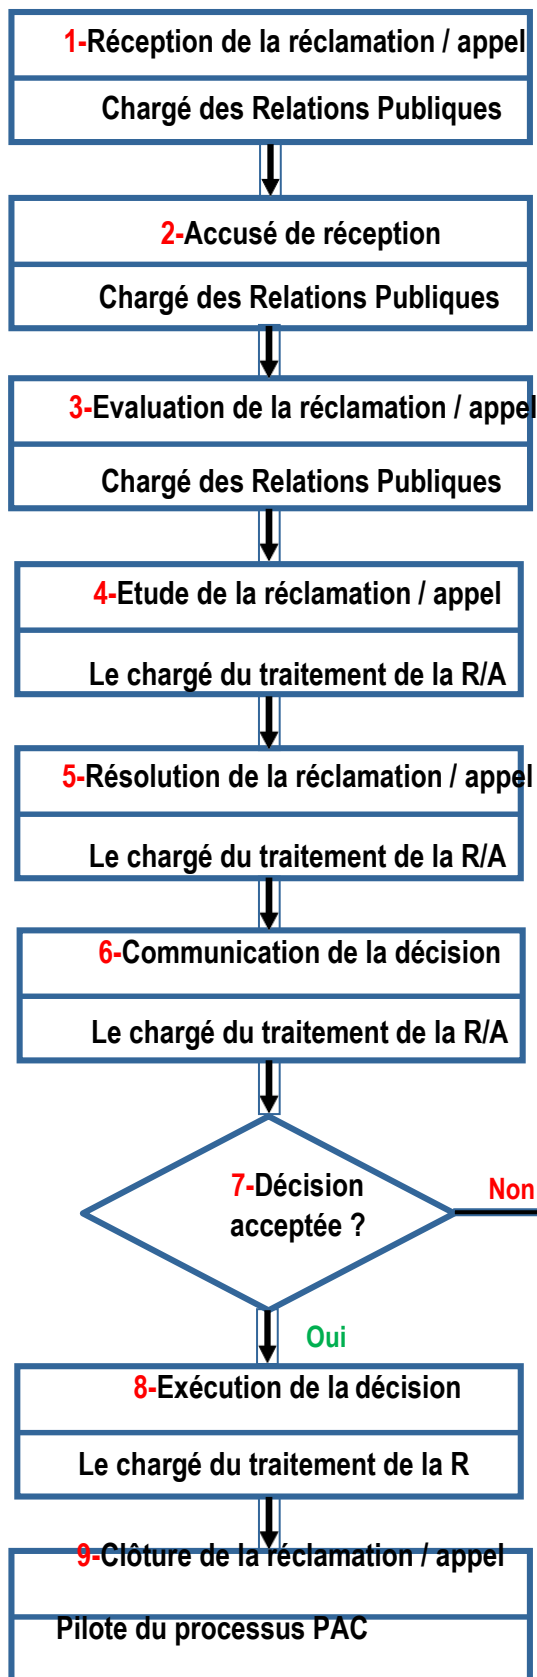 1-Réception de la réclamation / appel
Chargé des Relations Publiques
2-Accusé de réception
Chargé des Relations Publiques
3-Evaluation de la réclamation / appel
Chargé des Relations Publiques
4-Etude de la réclamation / appel
Le chargé du traitement de la R/A
5-Résolution de la réclamation / appel
Le chargé du traitement de la R/A
6-Communication de la décision
Le chargé du traitement de la R/A
7-Décision
acceptée ?
Non
Oui
8-Exécution de la décision
Le chargé du traitement de la R
9-Clôture de la réclamation / appel
Pilote du processus PAC